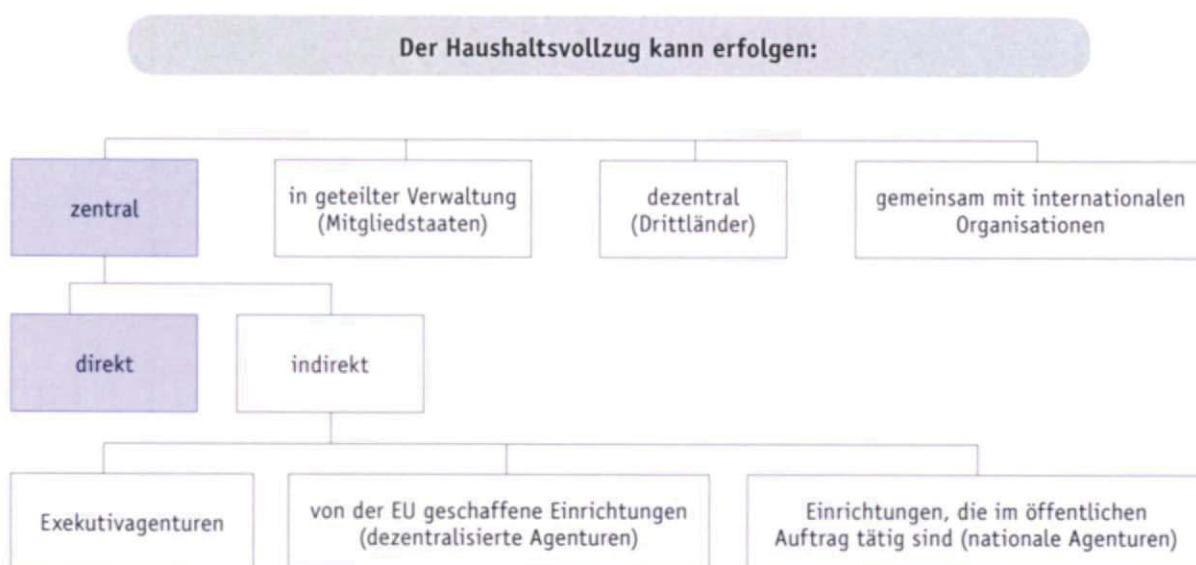 Der Haushaltsvollzug kann erfolgen:
zentral
in geteilter Verwaltung
(Mitgliedstaaten)
dezentral
(Drittländer)
gemeinsam mit internationalen
Organisationen
direkt
indirekt
Exekutivagenturen
von der EU geschaffene Einrichtungen
(dezentralisierte Agenturen)
Einrichtungen, die im öffentlichen
Auftrag tätig sind (nationale Agenturen)